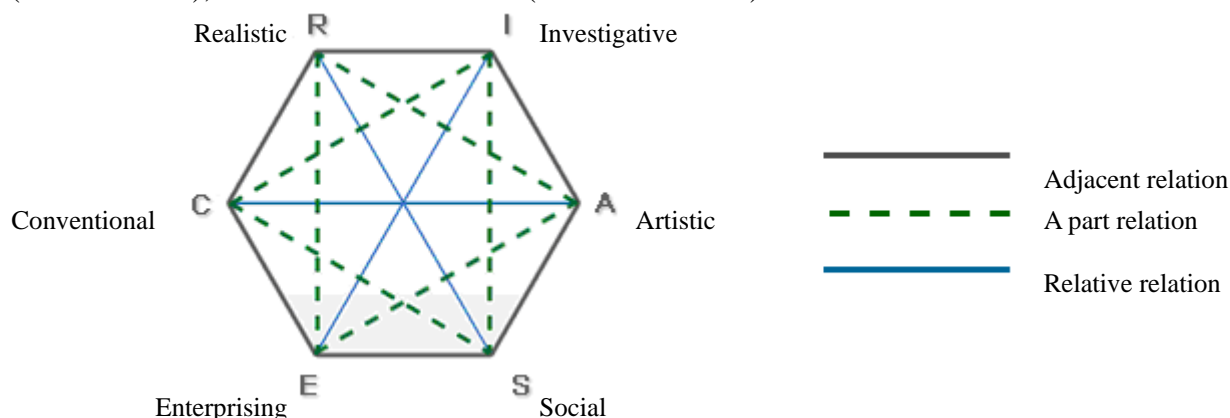 Realistic R I Investigative
Adjacent relation
Conventional C A Artistic
A part relation
Relative relation
E S
Enterprising Social